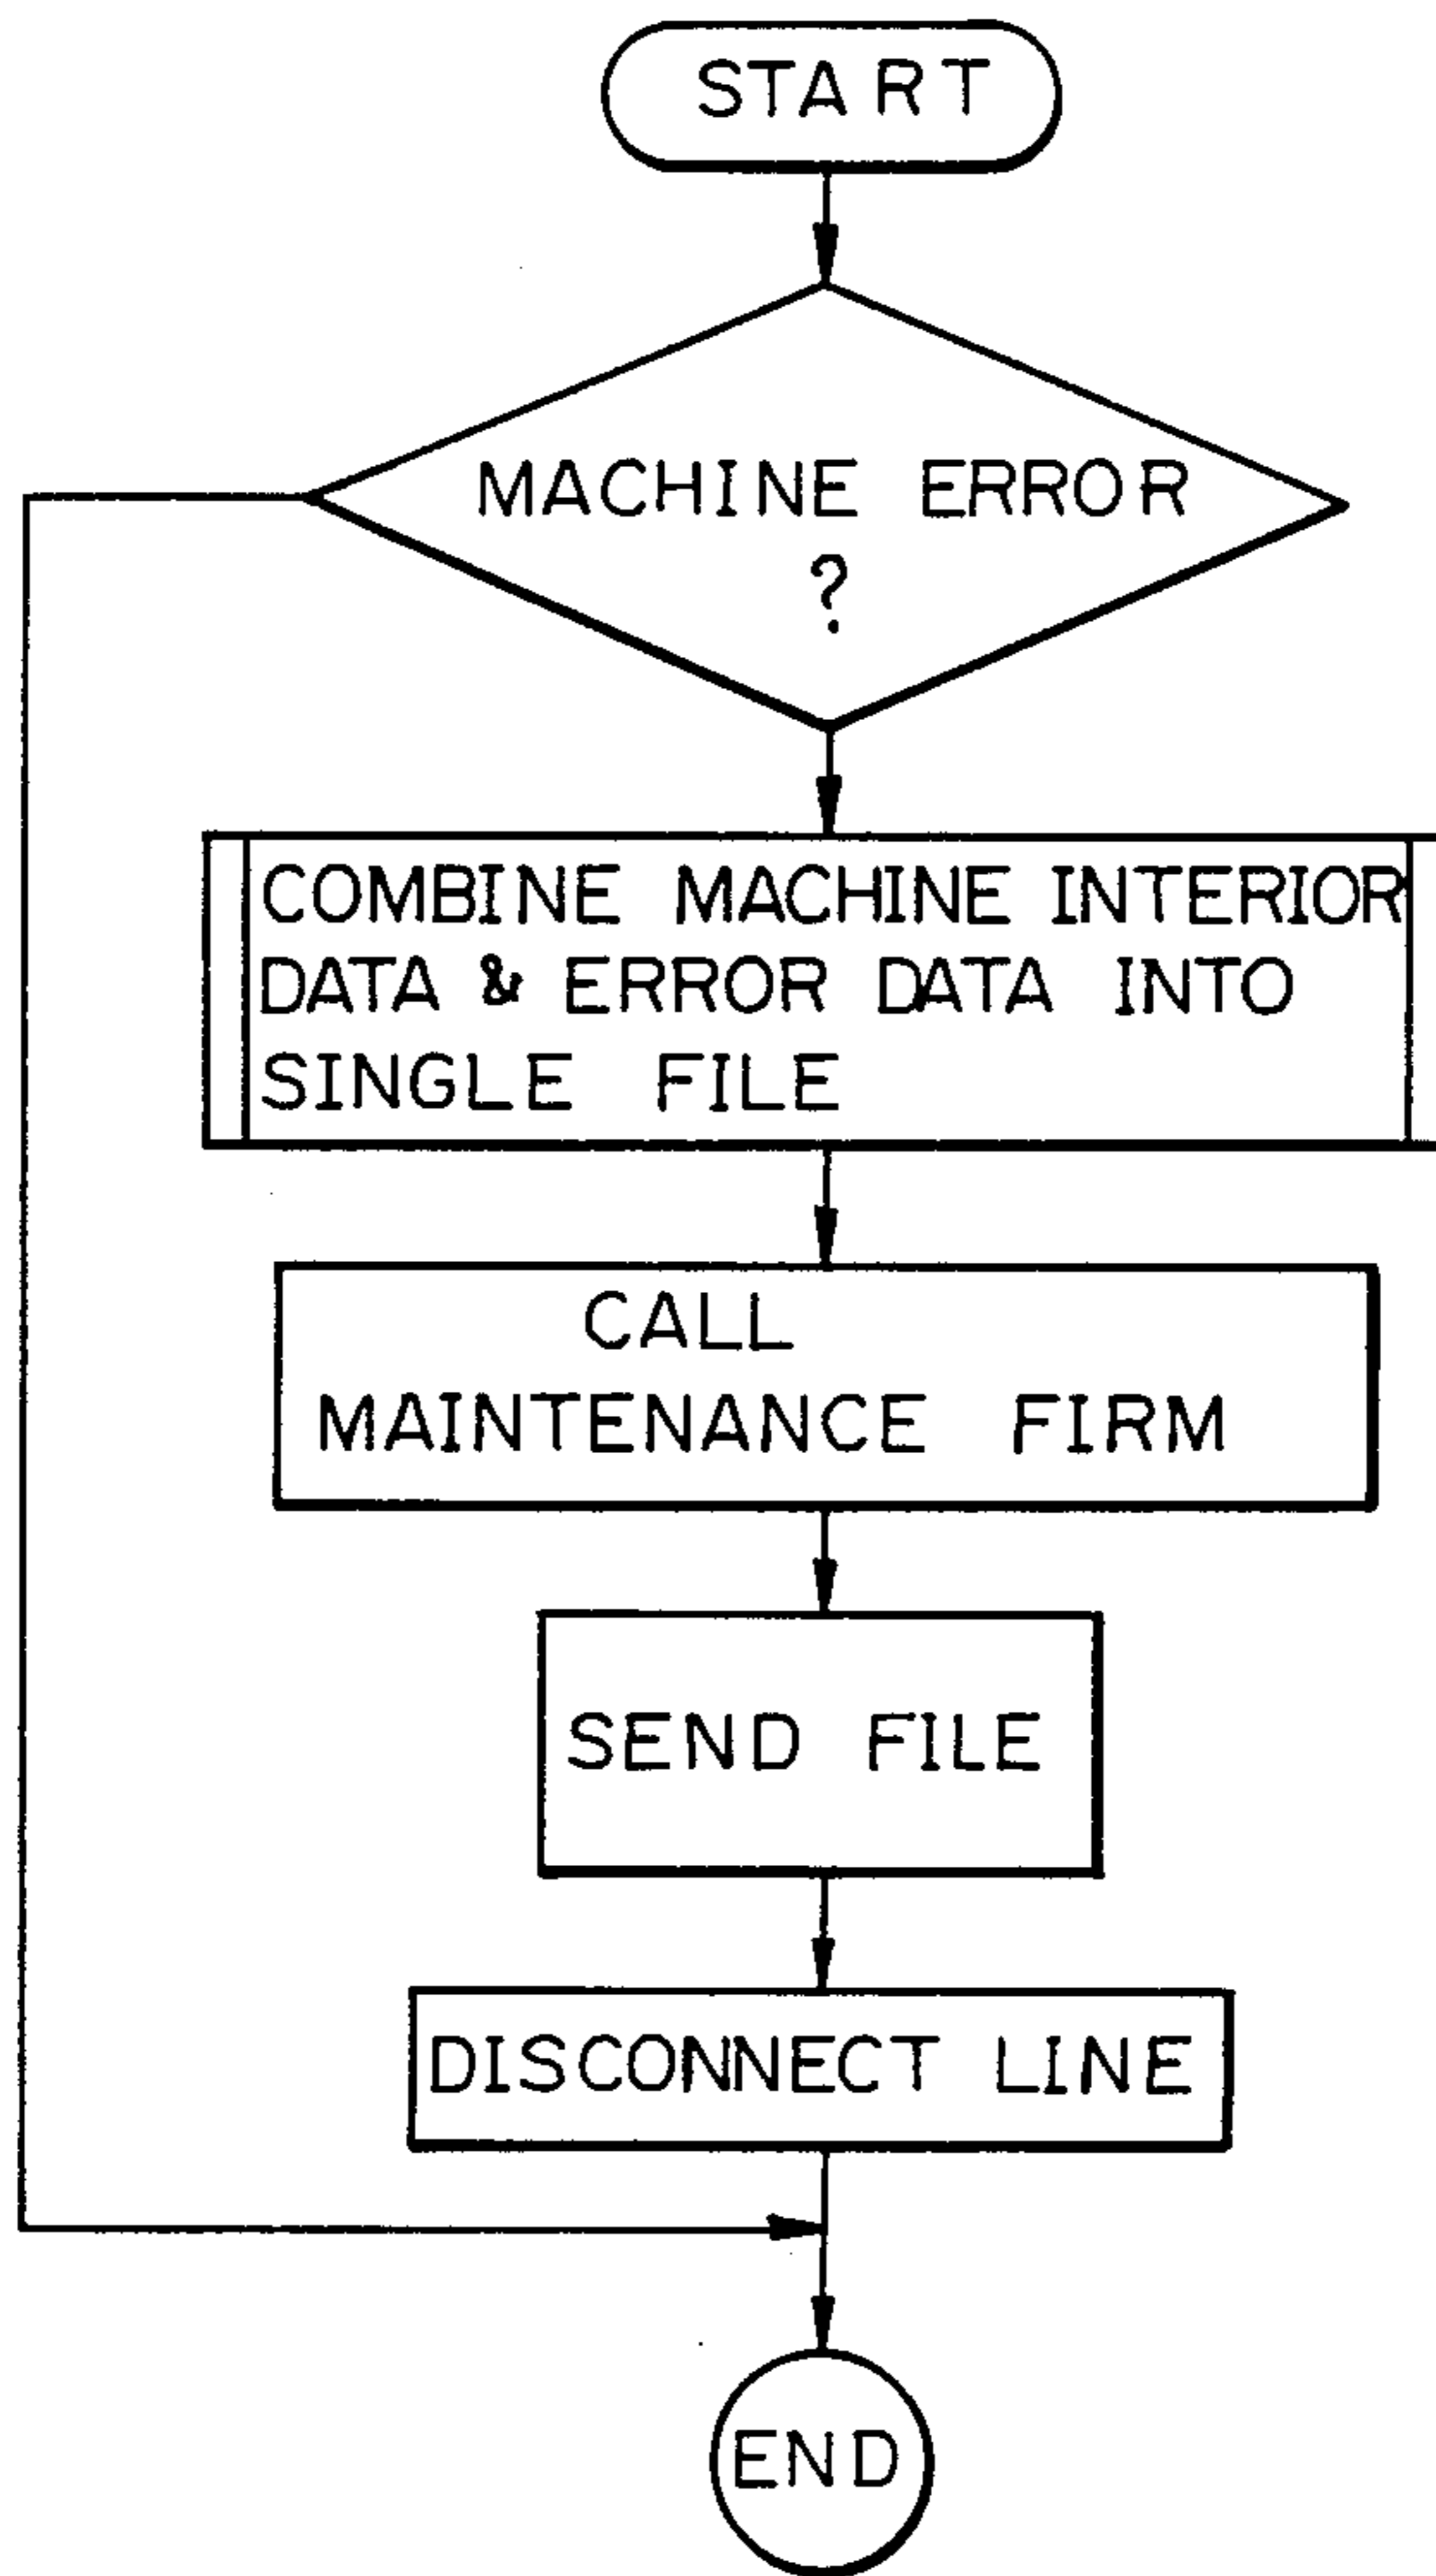 START
MACHINE ERROR
?
COMBINE MACHINE INTERIOR
DATA & ERROR DATA INTO
SINGLE FILE
CALL
MAINTENANCE FIRM
SEND FILE
DISCONNECT LINE
END